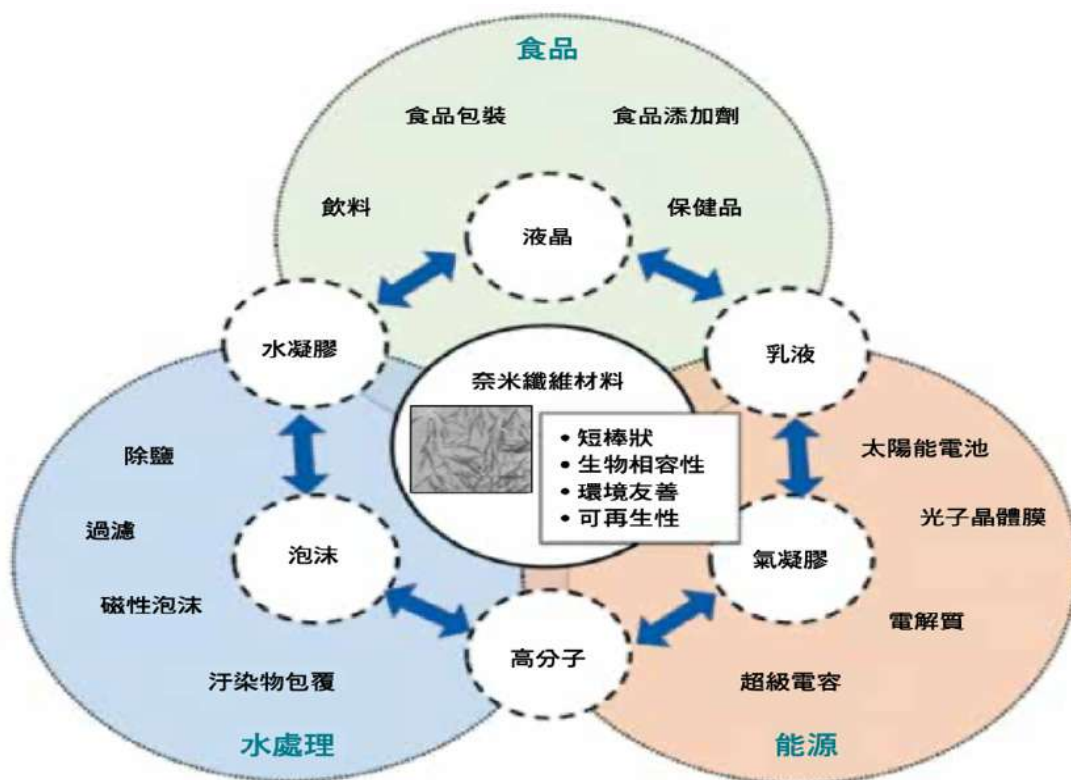 食品
食品包裝
食品添加劑
飲料
保健品
液晶
水凝膠
乳液
奈米纖維材料
• 短棒狀
• 生物相容性
• 環境友善
• 可再生性
除鹽
過濾
泡沫
磁性泡沫
汙染物包覆
水處理
高分子
太陽能電池
光子晶體膜
氣凝膠
電解質
超級電容
能源